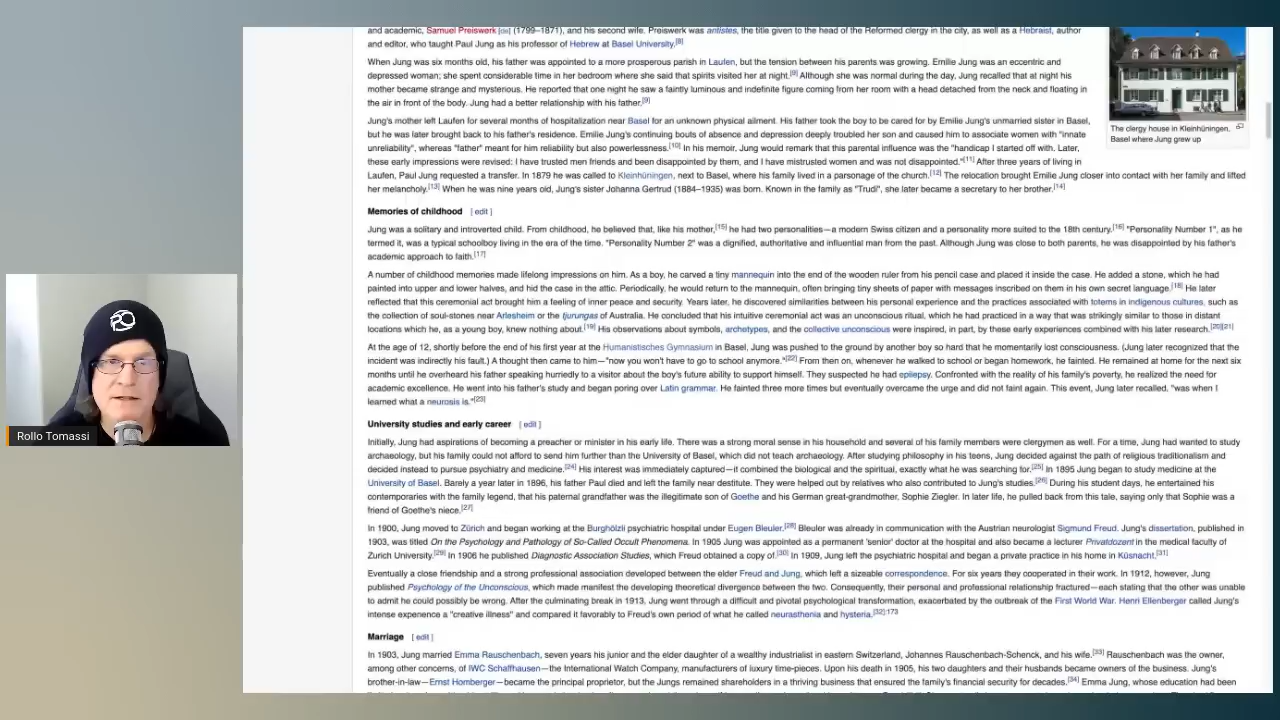 and academic, Samuel Preiswerk [de] (1799–1871), and his second wife. Preiswerk was antistes, the title given to the head of the Reformed clergy in the city, as well as a Hebraist, author
and editor, who taught Paul Jung as his professor of Hebrew at Basel University.[8]
When Jung was six months old, his father was appointed to a more prosperous parish in Laufen, but the tension between his parents was growing. Emilie Jung was an eccentric and
depressed woman; she spent considerable time in her bedroom where she said that spirits visited her at night.[9] Although she was normal during the day, Jung recalled that at night his
mother became strange and mysterious. He reported that one night he saw a faintly luminous and indefinite figure coming from her room with a head detached from the neck and floating in
the air in front of the body. Jung had a better relationship with his father.[9]
The clergy house in Kleinhüningen,
Basel where Jung grew up
Jung's mother left Laufen for several months of hospitalization near Basel for an unknown physical ailment. His father took the boy to be cared for by Emilie Jung's unmarried sister in Basel,
but he was later brought back to his father's residence. Emilie Jung's continuing bouts of absence and depression deeply troubled her son and caused him to associate women with "innate
unreliability", whereas "father" meant for him reliability but also powerlessness.[10] In his memoir, Jung would remark that this parental influence was the "handicap I started off with. Later,
these early impressions were revised: I have trusted men friends and been disappointed by them, and I have mistrusted women and was not disappointed."[11] After three years of living in
Laufen, Paul Jung requested a transfer. In 1879 he was called to Kleinhüningen, next to Basel, where his family lived in a parsonage of the church.[12] The relocation brought Emilie Jung closer into contact with her family and lifted
her melancholy.[13] When he was nine years old, Jung's sister Johanna Gertrud (1884–1935) was born. Known in the family as "Trudi", she later became a secretary to her brother.[14]
Memories of childhood [ edit ]
Jung was a solitary and introverted child. From childhood, he believed that, like his mother,[15] he had two personalities—a modern Swiss citizen and a personality more suited to the 18th century.[16] "Personality Number 1", as he
termed it, was a typical schoolboy living in the era of the time. "Personality Number 2" was a dignified, authoritative and influential man from the past. Although Jung was close to both parents, he was disappointed by his father's
academic approach to faith.[17]
A number of childhood memories made lifelong impressions on him. As a boy, he carved a tiny mannequin into the end of the wooden ruler from his pencil case and placed it inside the case. He added a stone, which he had
painted into upper and lower halves, and hid the case in the attic. Periodically, he would return to the mannequin, often bringing tiny sheets of paper with messages inscribed on them in his own secret language.[18] He later
reflected that this ceremonial act brought him a feeling of inner peace and security. Years later, he discovered similarities between his personal experience and the practices associated with totems in indigenous cultures, such as
the collection of soul-stones near Arlesheim or the tjurungas of Australia. He concluded that his intuitive ceremonial act was an unconscious ritual, which he had practiced in a way that was strikingly similar to those in distant
locations which he, as a young boy, knew nothing about.[19] His observations about symbols, archetypes, and the collective unconscious were inspired, in part, by these early experiences combined with his later research.[20][21]
At the age of 12, shortly before the end of his first year at the Humanistisches Gymnasium in Basel, Jung was pushed to the ground by another boy so hard that he momentarily lost consciousness. (Jung later recognized that the
incident was indirectly his fault.) A thought then came to him—"now you won't have to go to school anymore."[22] From then on, whenever he walked to school or began homework, he fainted. He remained at home for the next six
months until he overheard his father speaking hurriedly to a visitor about the boy's future ability to support himself. They suspected he had epilepsy. Confronted with the reality of his family's poverty, he realized the need for
academic excellence. He went into his father's study and began poring over Latin grammar. He fainted three more times but eventually overcame the urge and did not faint again. This event, Jung later recalled, "was when I
learned what a neurosis is."[23]
University studies and early career [ edit ]
Initially, Jung had aspirations of becoming a preacher or minister in his early life. There was a strong moral sense in his household and several of his family members were clergymen as well. For a time, Jung had wanted to study
archaeology, but his family could not afford to send him further than the University of Basel, which did not teach archaeology. After studying philosophy in his teens, Jung decided against the path of religious traditionalism and
decided instead to pursue psychiatry and medicine.[24] His interest was immediately captured—it combined the biological and the spiritual, exactly what he was searching for.[25] In 1895 Jung began to study medicine at the
University of Basel. Barely a year later in 1896, his father Paul died and left the family near destitute. They were helped out by relatives who also contributed to Jung's studies.[26] During his student days, he entertained his
contemporaries with the family legend, that his paternal grandfather was the illegitimate son of Goethe and his German great-grandmother, Sophie Ziegler. In later life, he pulled back from this tale, saying only that Sophie was a
friend of Goethe's niece.[27]
In 1900, Jung moved to Zürich and began working at the Burghölzli psychiatric hospital under Eugen Bleuler.[28] Bleuler was already in communication with the Austrian neurologist Sigmund Freud. Jung's dissertation, published in
1903, was titled On the Psychology and Pathology of So-Called Occult Phenomena. In 1905 Jung was appointed as a permanent 'senior' doctor at the hospital and also became a lecturer Privatdozent in the medical faculty of
Zurich University.[29] In 1906 he published Diagnostic Association Studies, which Freud obtained a copy of.[30] In 1909, Jung left the psychiatric hospital and began a private practice in his home in Küsnacht.[31]
Eventually a close friendship and a strong professional association developed between the elder Freud and Jung, which left a sizeable correspondence. For six years they cooperated in their work. In 1912, however, Jung
published Psychology of the Unconscious, which made manifest the developing theoretical divergence between the two. Consequently, their personal and professional relationship fractured—each stating that the other was unable
to admit he could possibly be wrong. After the culminating break in 1913, Jung went through a difficult and pivotal psychological transformation, exacerbated by the outbreak of the First World War. Henri Ellenberger called Jung's
intense experience a "creative illness" and compared it favorably to Freud's own period of what he called neurasthenia and hysteria.[32]:173
Marriage [ edit ]
In 1903, Jung married Emma Rauschenbach, seven years his junior and the elder daughter of a wealthy industrialist in eastern Switzerland, Johannes Rauschenbach-Schenck, and his wife.[33] Rauschenbach was the owner,
among other concerns, of IWC Schaffhausen—the International Watch Company, manufacturers of luxury time-pieces. Upon his death in 1905, his two daughters and their husbands became owners of the business. Jung's
brother-in-law—Ernst Homberger—became the principal proprietor, but the Jungs remained shareholders in a thriving business that ensured the family's financial security for decades.[34] Emma Jung, whose education had been
Rollo Tomassi